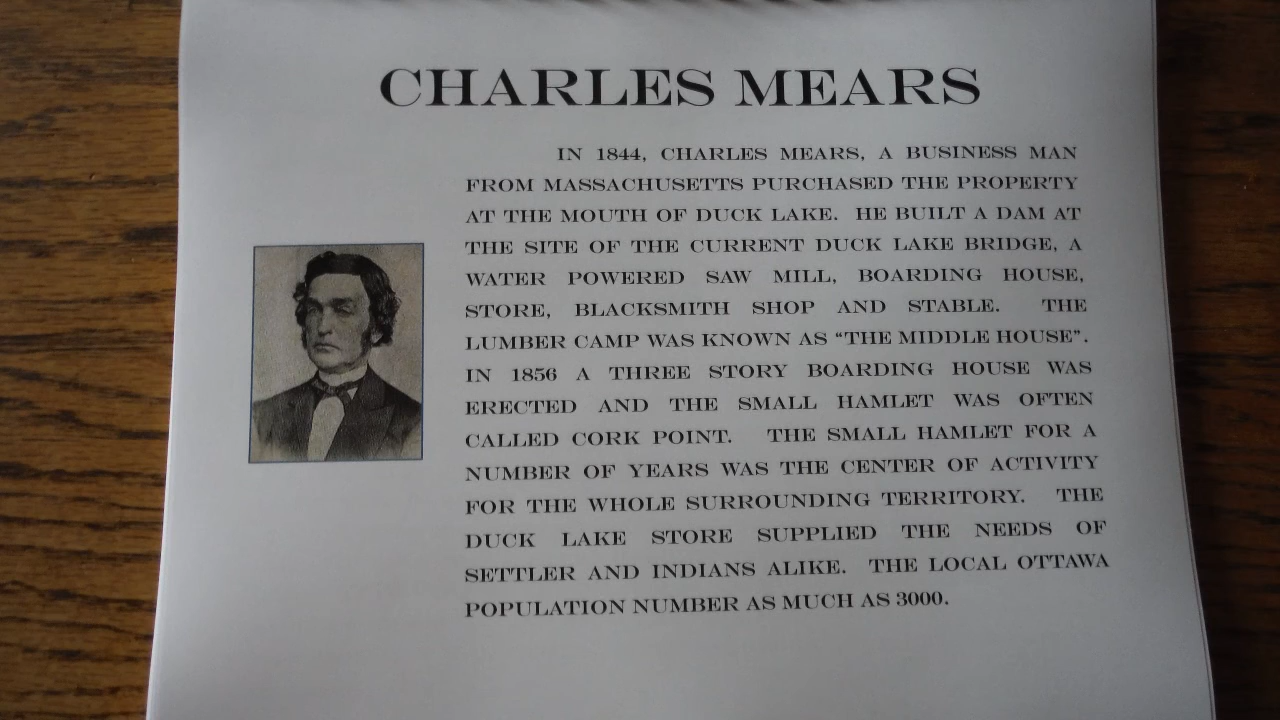 CHARLES MEARS
IN 1844, CHARLES MEARS, A BUSINESS MAN
FROM MASSACHUSETTS PURCHASED THE PROPERTY
AT THE MOUTH OF DUCK LAKE. HE BUILT A DAM AT
THE SITE OF THE CURRENT DUCK LAKE BRIDGE, A
WATER POWERED SAW MILL, BOARDING HOUSE,
STORE, BLACKSMITH SHOP AND STABLE. THE
LUMBER CAMP WAS KNOWN AS “THE MIDDLE HOUSE”.
IN 1856 A THREE STORY BOARDING HOUSE WAS
ERECTED AND THE SMALL HAMLET WAS OFTEN
CALLED CORK POINT. THE SMALL HAMLET FOR A
NUMBER OF YEARS WAS THE CENTER OF ACTIVITY
FOR THE WHOLE SURROUNDING TERRITORY. THE
DUCK LAKE STORE SUPPLIED THE NEEDS OF
SETTLER AND INDIANS ALIKE. THE LOCAL OTTAWA
POPULATION NUMBER AS MUCH AS 3000.